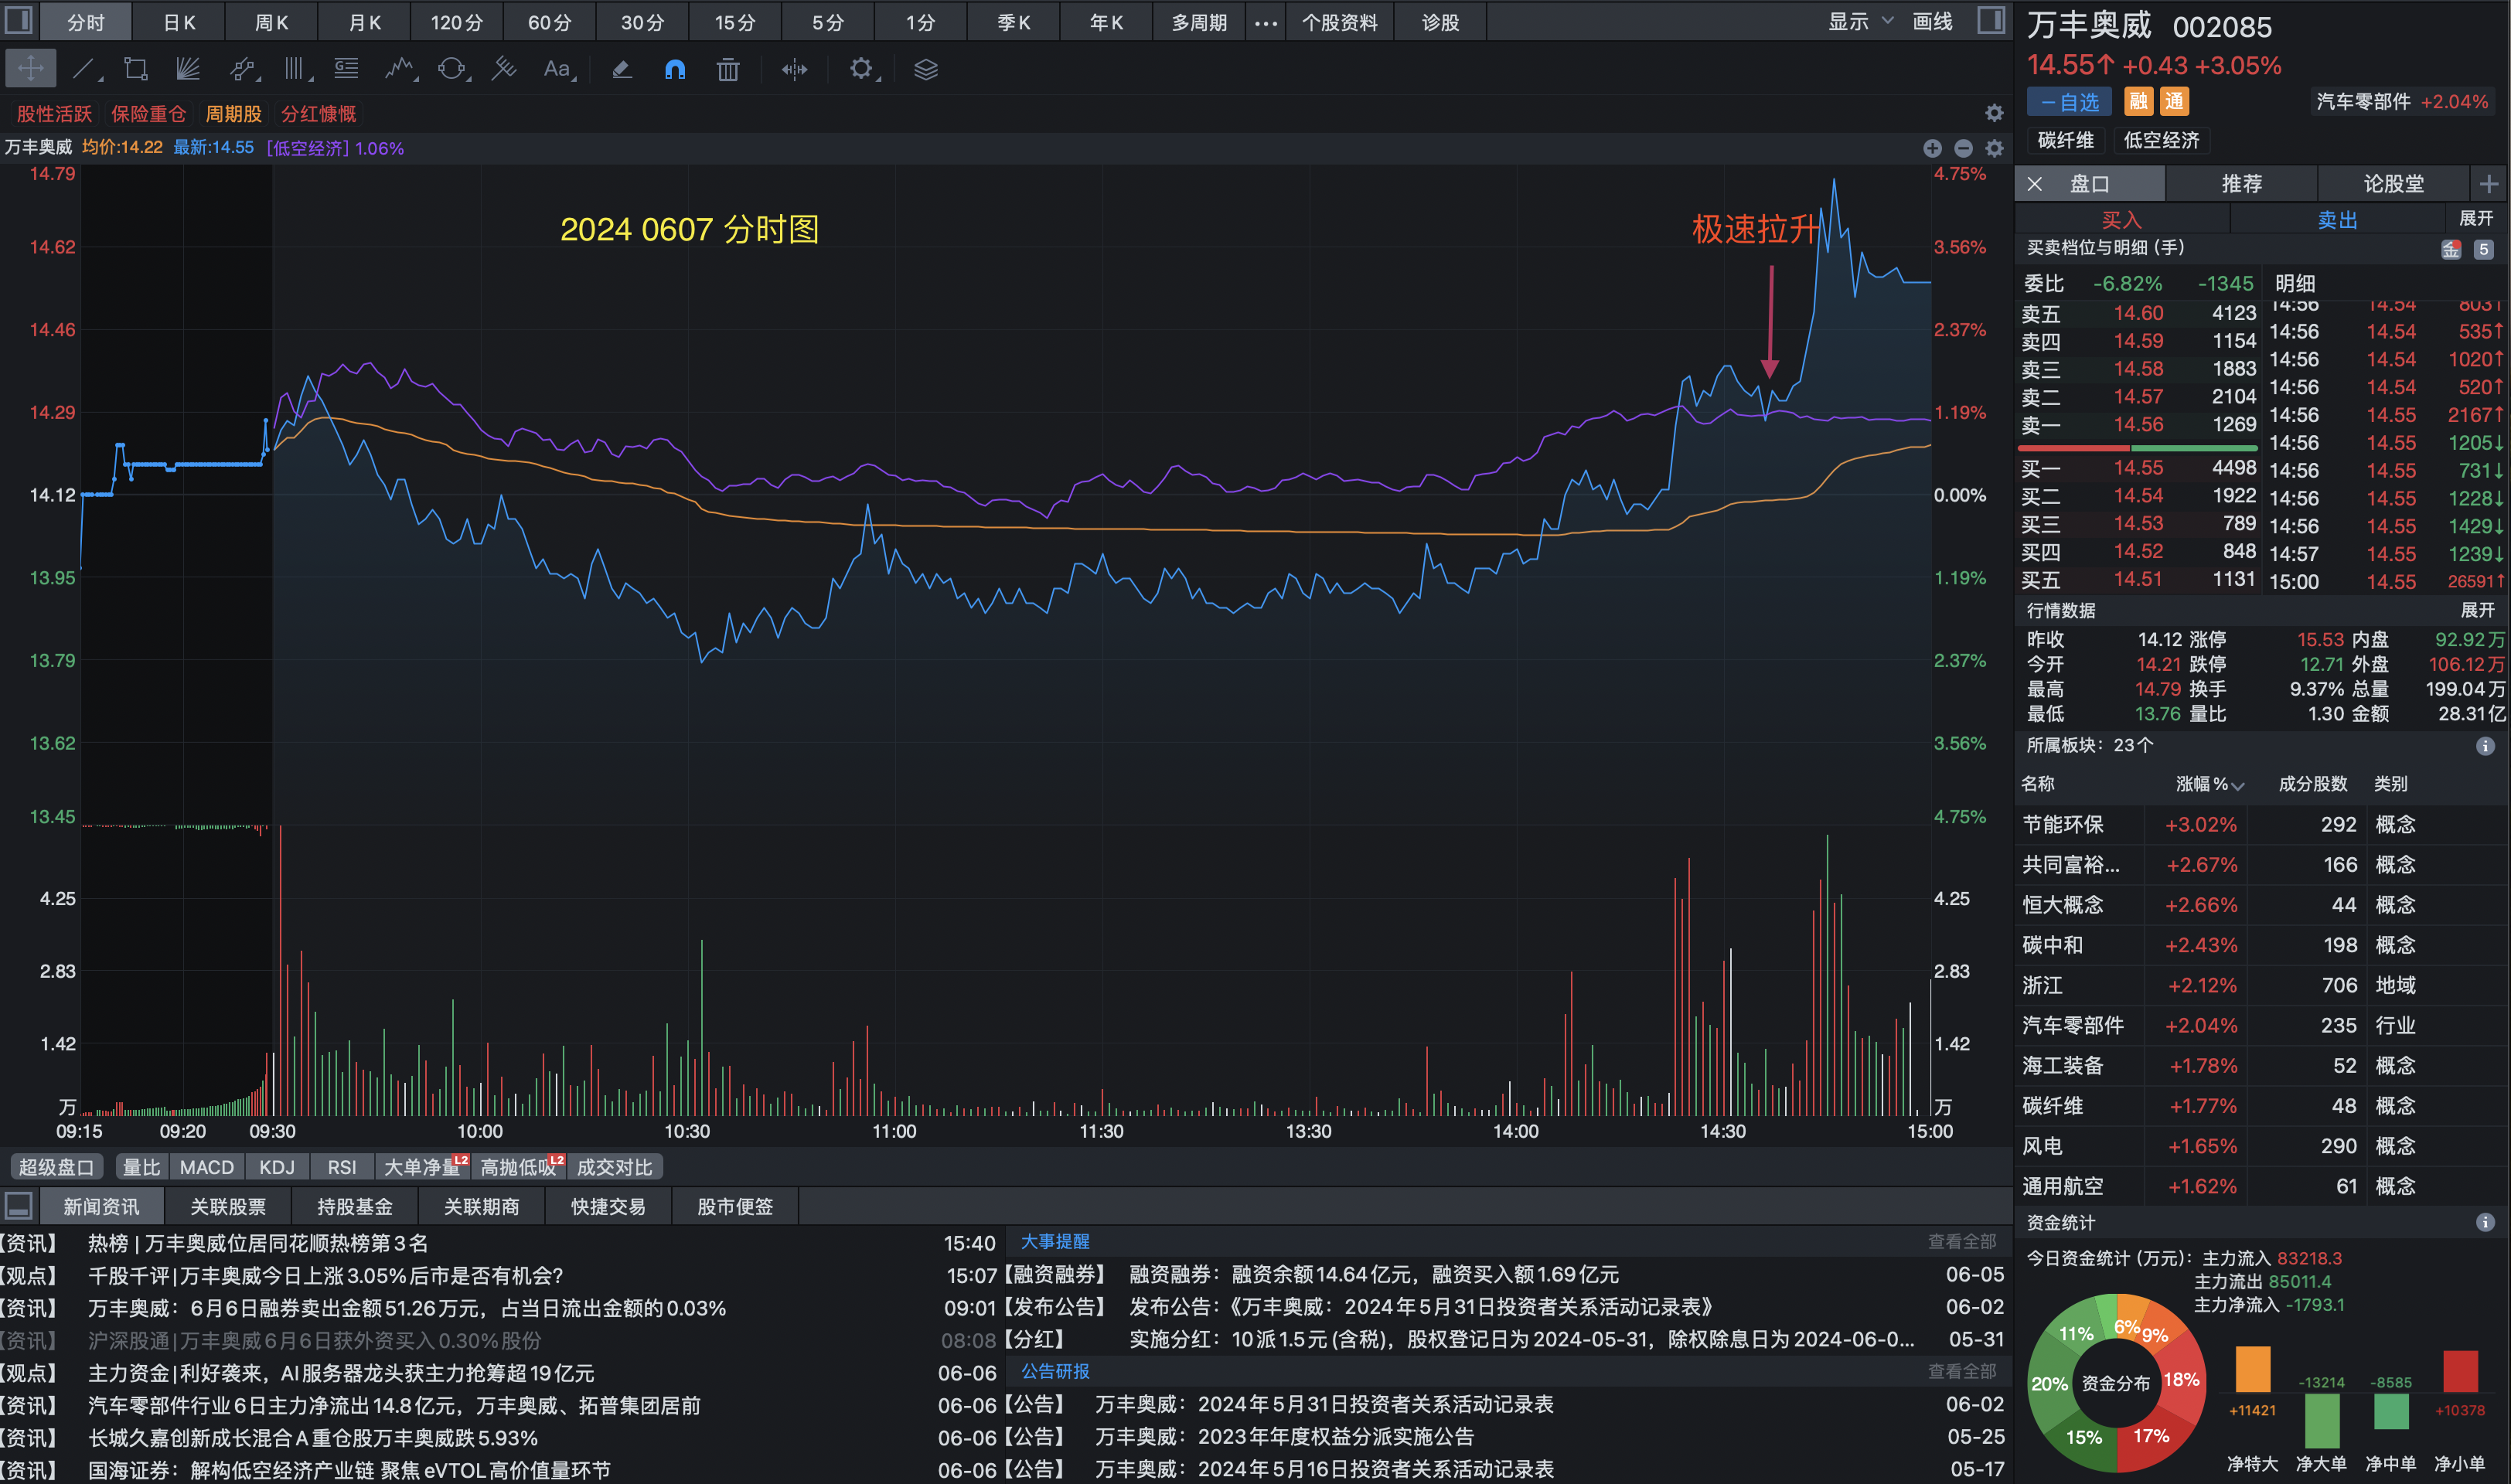 分时 日K 周K 月K 120分 60分 30分 15分 5分 1分 季K 年K 多周期 ••• 个股资料 诊股 显示 画线
Aa
股性活跃 保险重仓 周期股 分红慷慨
万丰奥威 均价:14.22 最新:14.55 [低空经济] 1.06%
14.79 4.75%
2024 0607 分时图 极速拉升
14.62 3.56%
14.46 2.37%
14.29 1.19%
14.12 0.00%
13.95 1.19%
13.79 2.37%
13.62 3.56%
13.45 4.75%
4.25 4.25
2.83 2.83
1.42 1.42
万 万
09:15 09:20 09:30 10:00 10:30 11:00 11:30 13:30 14:00 14:30 15:00
超级盘口 量比 MACD KDJ RSI 大单净量 L2 高抛低吸 L2 成交对比
新闻资讯 关联股票 持股基金 关联期商 快捷交易 股市便签
【资讯】 热榜 | 万丰奥威位居同花顺热榜第3名 15:40
【观点】 千股千评|万丰奥威今日上涨3.05%后市是否有机会? 15:07
【资讯】 万丰奥威：6月6日融券卖出金额51.26万元，占当日流出金额的0.03% 09:01
【资讯】 沪深股通|万丰奥威6月6日获外资买入0.30%股份 08:08
【观点】 主力资金|利好袭来，AI服务器龙头获主力抢筹超19亿元 06-06
【资讯】 汽车零部件行业6日主力净流出14.8亿元，万丰奥威、拓普集团居前 06-06
【资讯】 长城久嘉创新成长混合A重仓股万丰奥威跌5.93% 06-06
【资讯】 国海证券：解构低空经济产业链 聚焦eVTOL高价值量环节 06-06
大事提醒 查看全部
【融资融券】 融资融券：融资余额14.64亿元，融资买入额1.69亿元 06-05
【发布公告】 发布公告：《万丰奥威：2024年5月31日投资者关系活动记录表》 06-02
【分红】 实施分红：10派1.5元(含税)，股权登记日为2024-05-31，除权除息日为2024-06-0... 05-31
公告研报 查看全部
【公告】 万丰奥威：2024年5月31日投资者关系活动记录表 06-02
【公告】 万丰奥威：2023年年度权益分派实施公告 05-25
【公告】 万丰奥威：2024年5月16日投资者关系活动记录表 05-17
万丰奥威 002085
14.55↑ +0.43 +3.05%
－自选 融 通 汽车零部件 +2.04%
碳纤维 低空经济
盘口 推荐 论股堂
买入 卖出 展开
买卖档位与明细 (手) 金 5
委比 -6.82% -1345 明细
卖五 14.60 4123
卖四 14.59 1154
卖三 14.58 1883
卖二 14.57 2104
卖一 14.56 1269
买一 14.55 4498
买二 14.54 1922
买三 14.53 789
买四 14.52 848
买五 14.51 1131
14:56 14.54 803↑
14:56 14.54 535↑
14:56 14.54 1020↑
14:56 14.54 520↑
14:56 14.55 2167↑
14:56 14.55 1205↓
14:56 14.55 731↓
14:56 14.55 1228↓
14:56 14.55 1429↓
14:57 14.55 1239↓
15:00 14.55 26591↑
行情数据 展开
昨收 14.12 涨停 15.53 内盘 92.92万
今开 14.21 跌停 12.71 外盘 106.12万
最高 14.79 换手 9.37% 总量 199.04万
最低 13.76 量比 1.30 金额 28.31亿
所属板块：23个
名称 涨幅% 成分股数 类别
节能环保 +3.02% 292 概念
共同富裕... +2.67% 166 概念
恒大概念 +2.66% 44 概念
碳中和 +2.43% 198 概念
浙江 +2.12% 706 地域
汽车零部件 +2.04% 235 行业
海工装备 +1.78% 52 概念
碳纤维 +1.77% 48 概念
风电 +1.65% 290 概念
通用航空 +1.62% 61 概念
资金统计
今日资金统计 (万元)：主力流入 83218.3
主力流出 85011.4
主力净流入 -1793.1
11% 6% 9%
20% 资金分布 18%
15% 17%
+11421 -13214 -8585 +10378
净特大 净大单 净中单 净小单